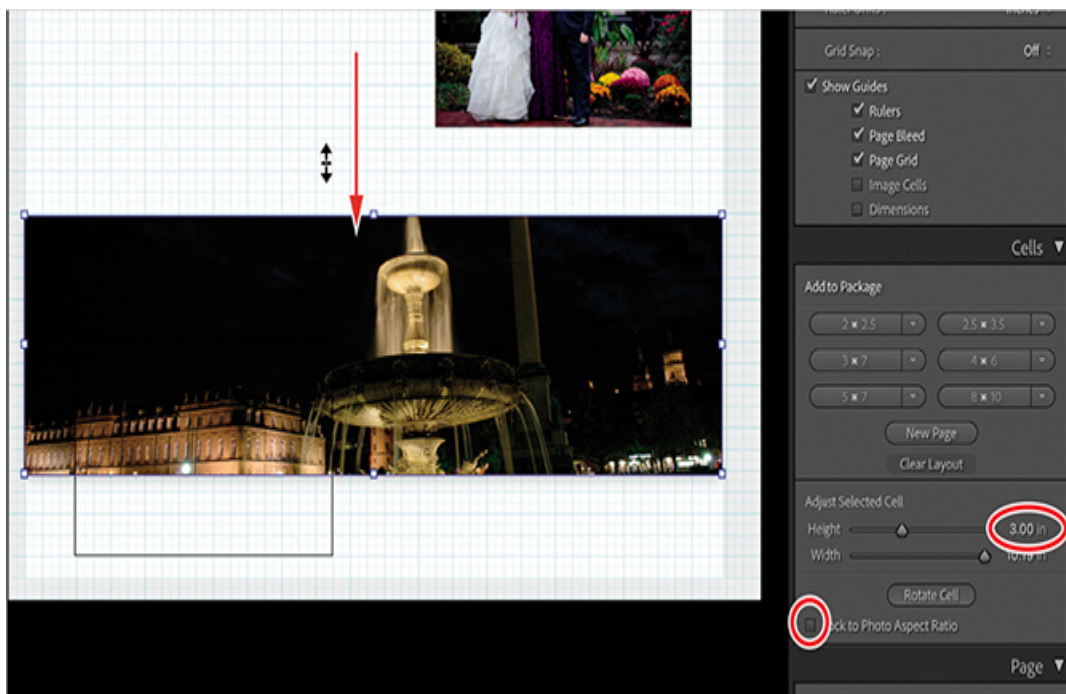 Grid Snap : Off
Show Guides
Rulers
Page Bleed
Page Grid
Image Cells
Dimensions
Cells
Add to Package
2 × 2.5
2.5 × 3.5
3 × 7
4 × 6
5 × 7
8 × 10
New Page
Clear Layout
Adjust Selected Cell
Height 3.00 in
Width
Rotate Cell
to Photo Aspect Ratio
Page